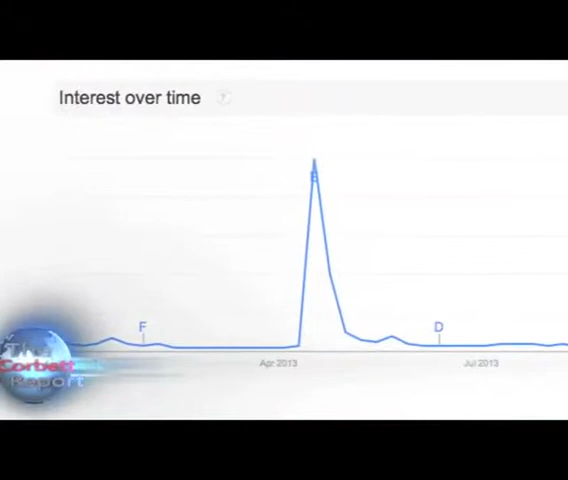 Interest over time ?
E
F
D
Apr 2013
Jul 2013
The
Corbett
Report